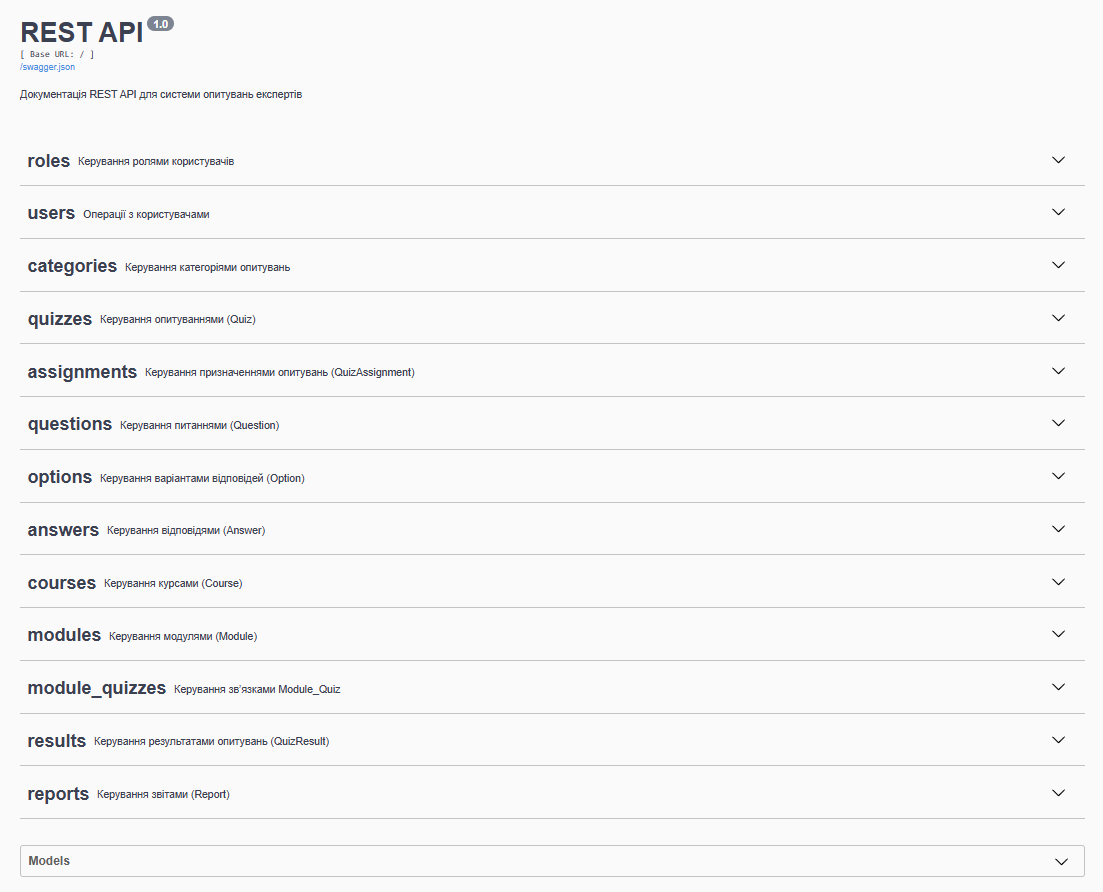 REST API 1.0
[ Base URL: / ]
/swagger.json
Документація REST API для системи опитувань експертів
roles Керування ролями користувачів
users Операції з користувачами
categories Керування категоріями опитувань
quizzes Керування опитуваннями (Quiz)
assignments Керування призначеннями опитувань (QuizAssignment)
questions Керування питаннями (Question)
options Керування варіантами відповідей (Option)
answers Керування відповідями (Answer)
courses Керування курсами (Course)
modules Керування модулями (Module)
module_quizzes Керування зв'язками Module_Quiz
results Керування результатами опитувань (QuizResult)
reports Керування звітами (Report)
Models